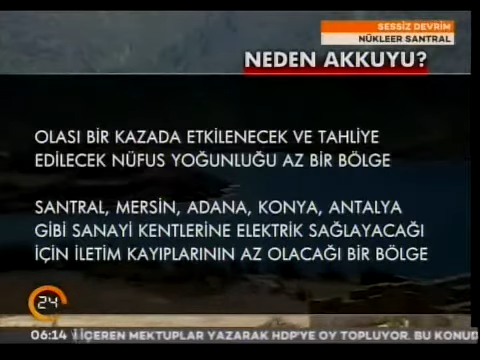 SESSİZ DEVRİM
NÜKLEER SANTRAL
NEDEN AKKUYU?
OLASI BİR KAZADA ETKİLENECEK VE TAHLİYE
EDİLECEK NÜFUS YOĞUNLUĞU AZ BİR BÖLGE
SANTRAL, MERSİN, ADANA, KONYA, ANTALYA
GİBİ SANAYİ KENTLERİNE ELEKTRİK SAĞLAYACAĞI
İÇİN İLETİM KAYIPLARININ AZ OLACAĞI BİR BÖLGE
24
06:14 İÇEREN MEKTUPLAR YAZARAK HDP'YE OY TOPLUYOR. BU KONUD